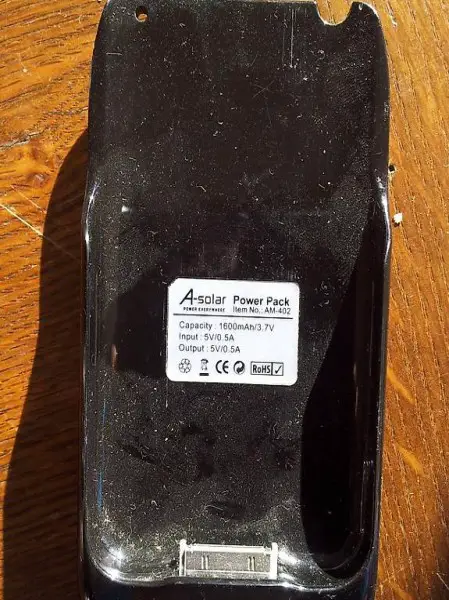 A-solar Power Pack
POWER EVERYWHERE Item No.: AM-402
Capacity : 1600mAh/3.7V
Input : 5V/0.5A
Output : 5V/0.5A
CE RoHS